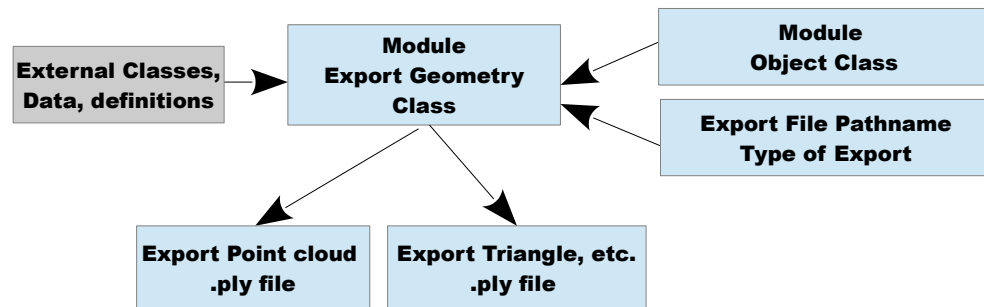 External Classes,
Data, definitions
Module
Export Geometry
Class
Module
Object Class
Export File Pathname
Type of Export
Export Point cloud
.ply file
Export Triangle, etc.
.ply file